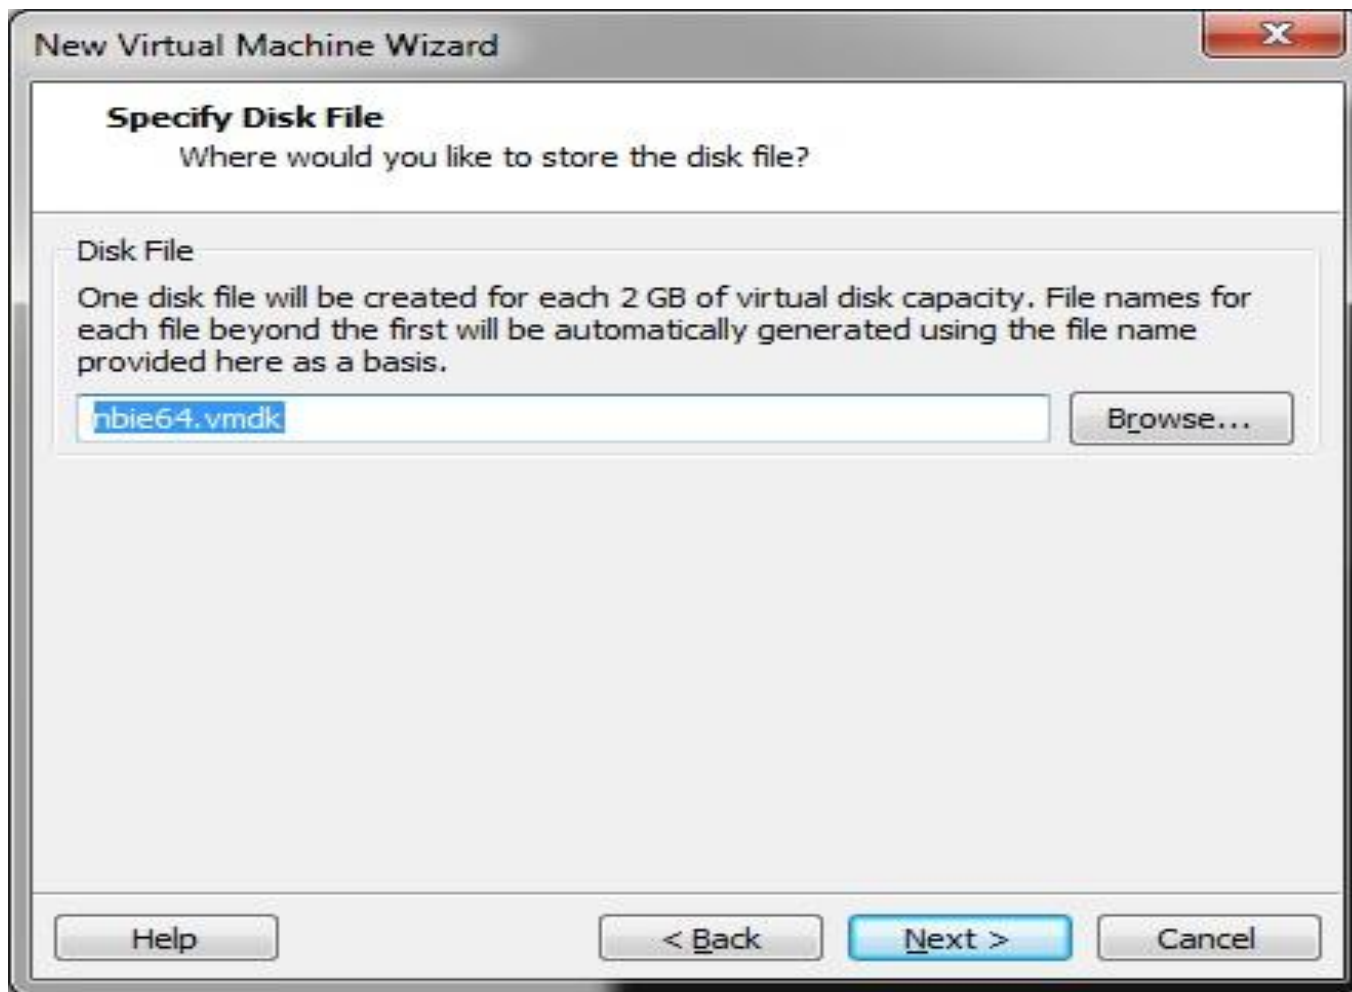 New Virtual Machine Wizard
Specify Disk File
Where would you like to store the disk file?
Disk File
One disk file will be created for each 2 GB of virtual disk capacity. File names for
each file beyond the first will be automatically generated using the file name
provided here as a basis.
nbie64.vmdk
Browse...
Help
< Back
Next >
Cancel